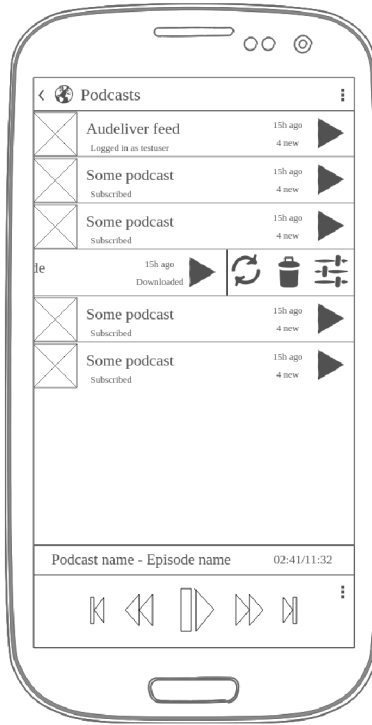 Podcasts
Audeliver feed
15h ago
Logged in as testuser
4 new
Some podcast
15h ago
Subscribed
4 new
Some podcast
15h ago
Subscribed
4 new
de
15h ago
Downloaded
Some podcast
15h ago
Subscribed
4 new
Some podcast
15h ago
Subscribed
4 new
Podcast name - Episode name 02:41/11:32